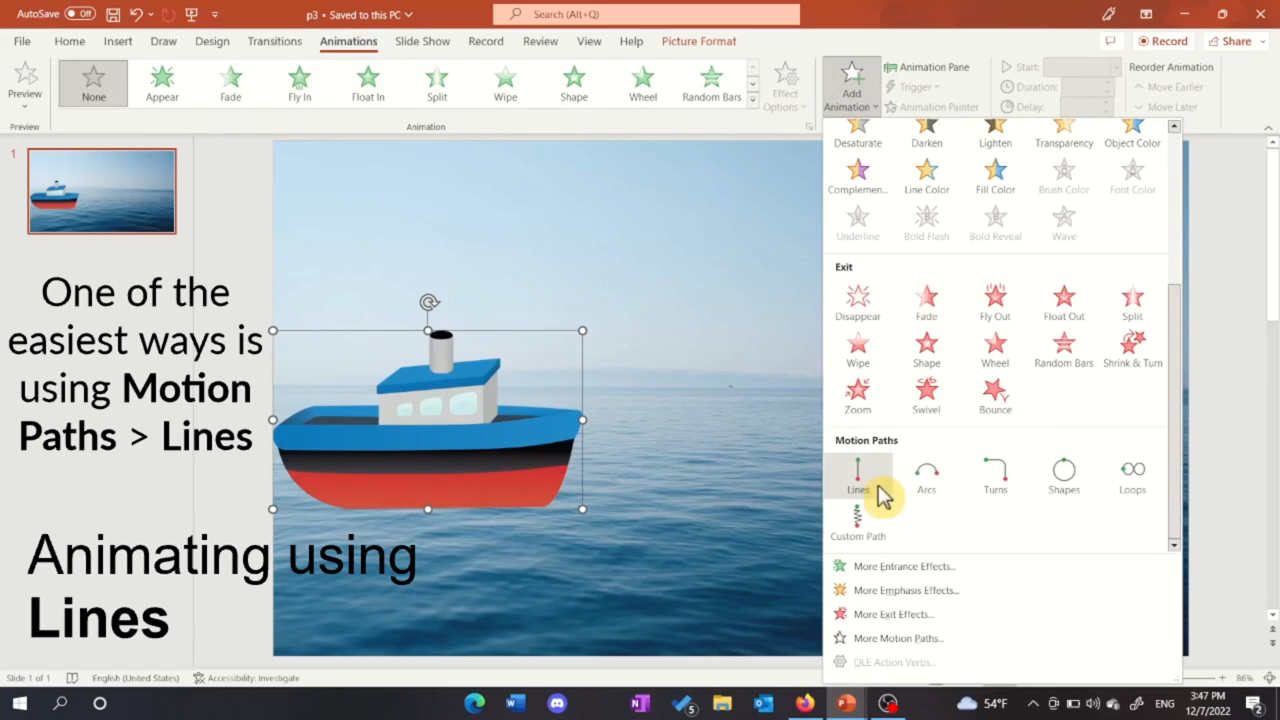 AutoSave Off p3 • Saved to this PC Search (Alt+Q)
File Home Insert Draw Design Transitions Animations Slide Show Record Review View Help Picture Format Record Share
Preview None Appear Fade Fly In Float In Split Wipe Shape Wheel Random Bars Effect Options Add Animation
Animation Pane
Trigger
Animation Painter
Start:
Duration:
Delay:
Reorder Animation
Move Earlier
Move Later
Preview Animation
1
One of the
easiest ways is
using Motion
Paths > Lines
Animating using
Lines
Desaturate Darken Lighten Transparency Object Color
Complemen... Line Color Fill Color Brush Color Font Color
Underline Bold Flash Bold Reveal Wave
Exit
Disappear Fade Fly Out Float Out Split
Wipe Shape Wheel Random Bars Shrink & Turn
Zoom Swivel Bounce
Motion Paths
Lines Arcs Turns Shapes Loops
Custom Path
More Entrance Effects...
More Emphasis Effects...
More Exit Effects...
More Motion Paths...
OLE Action Verbs...
Slide 1 of 1 English (United States) Accessibility: Investigate 86%
5 54°F ENG 3:47 PM
12/7/2022 2